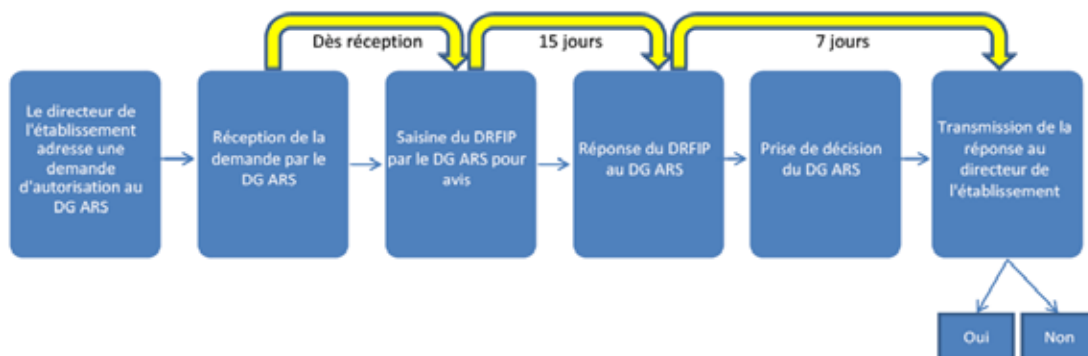 Dès réception
15 jours
7 jours
Le directeur de
l'établissement
adresse une
demande
d'autorisation au
DG ARS
Réception de la
demande par le
DG ARS
Saisine du DRFIP
par le DG ARS pour
avis
Réponse du DRFIP
au DG ARS
Prise de décision
du DG ARS
Transmission de la
réponse au
directeur de
l'établissement
Oui
Non